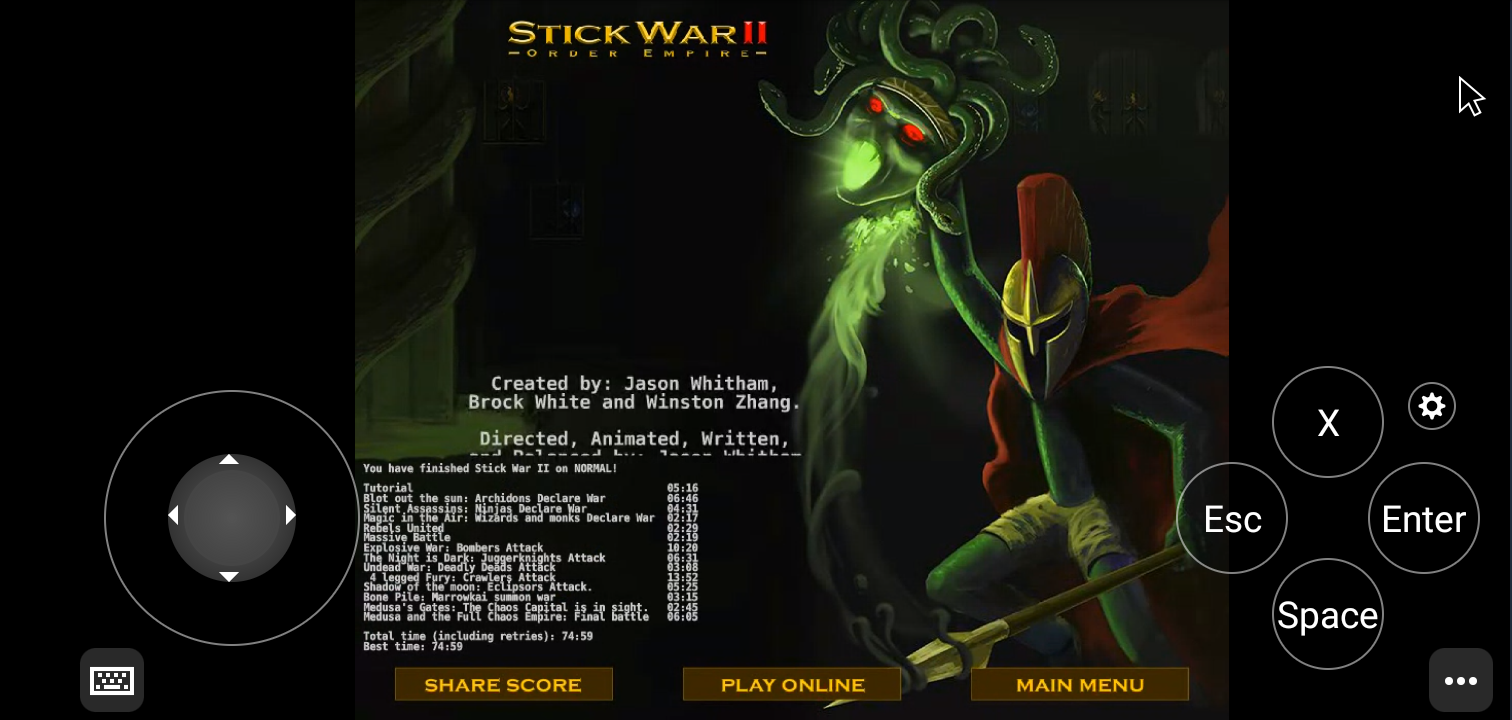 STICK WAR II
ORDER EMPIRE
Created by: Jason Whitham,
Brock White and Winston Zhang.
Directed, Animated, Written,
and Balanced by: Jason Whitham
You have finished Stick War II on NORMAL!
Tutorial 05:16
Blot out the sun: Archidons Declare War 06:46
Silent Assassins: Ninjas Declare War 04:31
Magic in the Air: Wizards and monks Declare War 02:17
Rebels United 02:29
Massive Battle 02:19
Explosive War: Bombers Attack 10:20
The Night is Dark: Juggerknights Attack 06:31
Undead War: Deadly Deads Attack 03:08
4 legged Fury: Crawlers Attack 13:52
Shadow of the moon: Eclipsors Attack. 05:25
Bone Pile: Marrowkai summon war 03:15
Medusa's Gates: The Chaos Capital is in sight. 02:45
Medusa and the Full Chaos Empire: Final battle 06:05
Total time (including retries): 74:59
Best time: 74:59
SHARE SCORE
PLAY ONLINE
MAIN MENU
X
Esc
Enter
Space